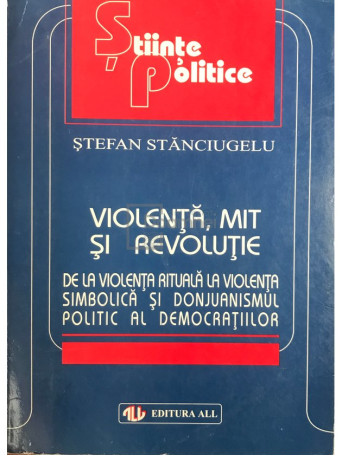 Științe
Politice
ȘTEFAN STĂNCIUGELU
VIOLENȚĂ, MIT
ȘI REVOLUȚIE
DE LA VIOLENȚA RITUALĂ LA VIOLENȚA
SIMBOLICĂ ȘI DONJUANISMUL
POLITIC AL DEMOCRAȚIILOR
ALL EDITURA ALL